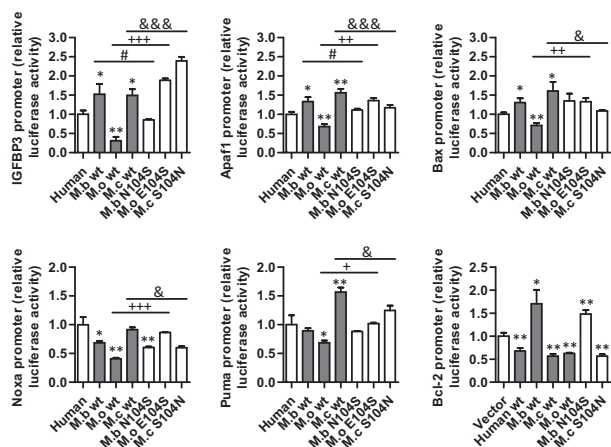 IGFBP3 promoter (relative
luciferase activity)
3.0
2.5
2.0
1.5
1.0
0.5
0.0
&&&
+++
#
*
**
*
Human
M.b wt
M.o wt
M.c wt
M.b N104S
M.o E104S
M.c S104N
Apaf1 promoter (relative
luciferase activity)
3.0
2.5
2.0
1.5
1.0
0.5
0.0
&&&
++
#
*
**
**
Human
M.b wt
M.o wt
M.c wt
M.b N104S
M.o E104S
M.c S104N
Bax promoter (relative
luciferase activity)
3.0
2.5
2.0
1.5
1.0
0.5
0.0
&
++
*
**
*
Human
M.b wt
M.o wt
M.c wt
M.b N104S
M.o E104S
M.c S104N
Noxa promoter (relative
luciferase activity)
2.0
1.5
1.0
0.5
0.0
&
+++
*
**
**
Human
M.b wt
M.o wt
M.c wt
M.b N104S
M.o E104S
M.c S104N
Puma promoter (relative
luciferase activity)
2.0
1.5
1.0
0.5
0.0
&
+
*
**
Human
M.b wt
M.o wt
M.c wt
M.b N104S
M.o E104S
M.c S104N
Bcl-2 promoter (relative
luciferase activity)
2.5
2.0
1.5
1.0
0.5
0.0
**
*
**
**
**
**
Vector
Human wt
M.b wt
M.c wt
M.o wt
M.b N104S
M.c S104N